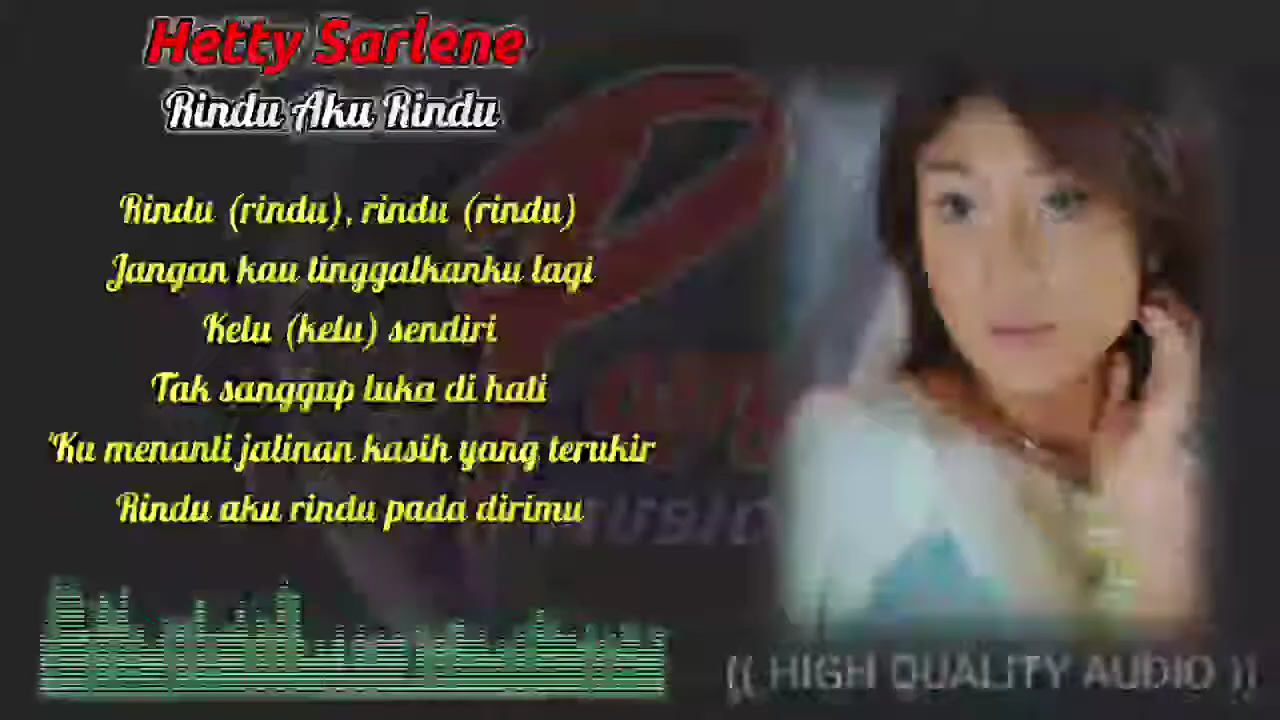 Hetty Sarlene
Rindu Aku Rindu
Rindu (rindu), rindu (rindu)
Jangan kau tinggalkanku lagi
Kelu (kelu) sendiri
Tak sanggup luka di hati
'Ku menanti jalinan kasih yang terukir
Rindu aku rindu pada dirimu
MUSIC
(( HIGH QUALITY AUDIO ))